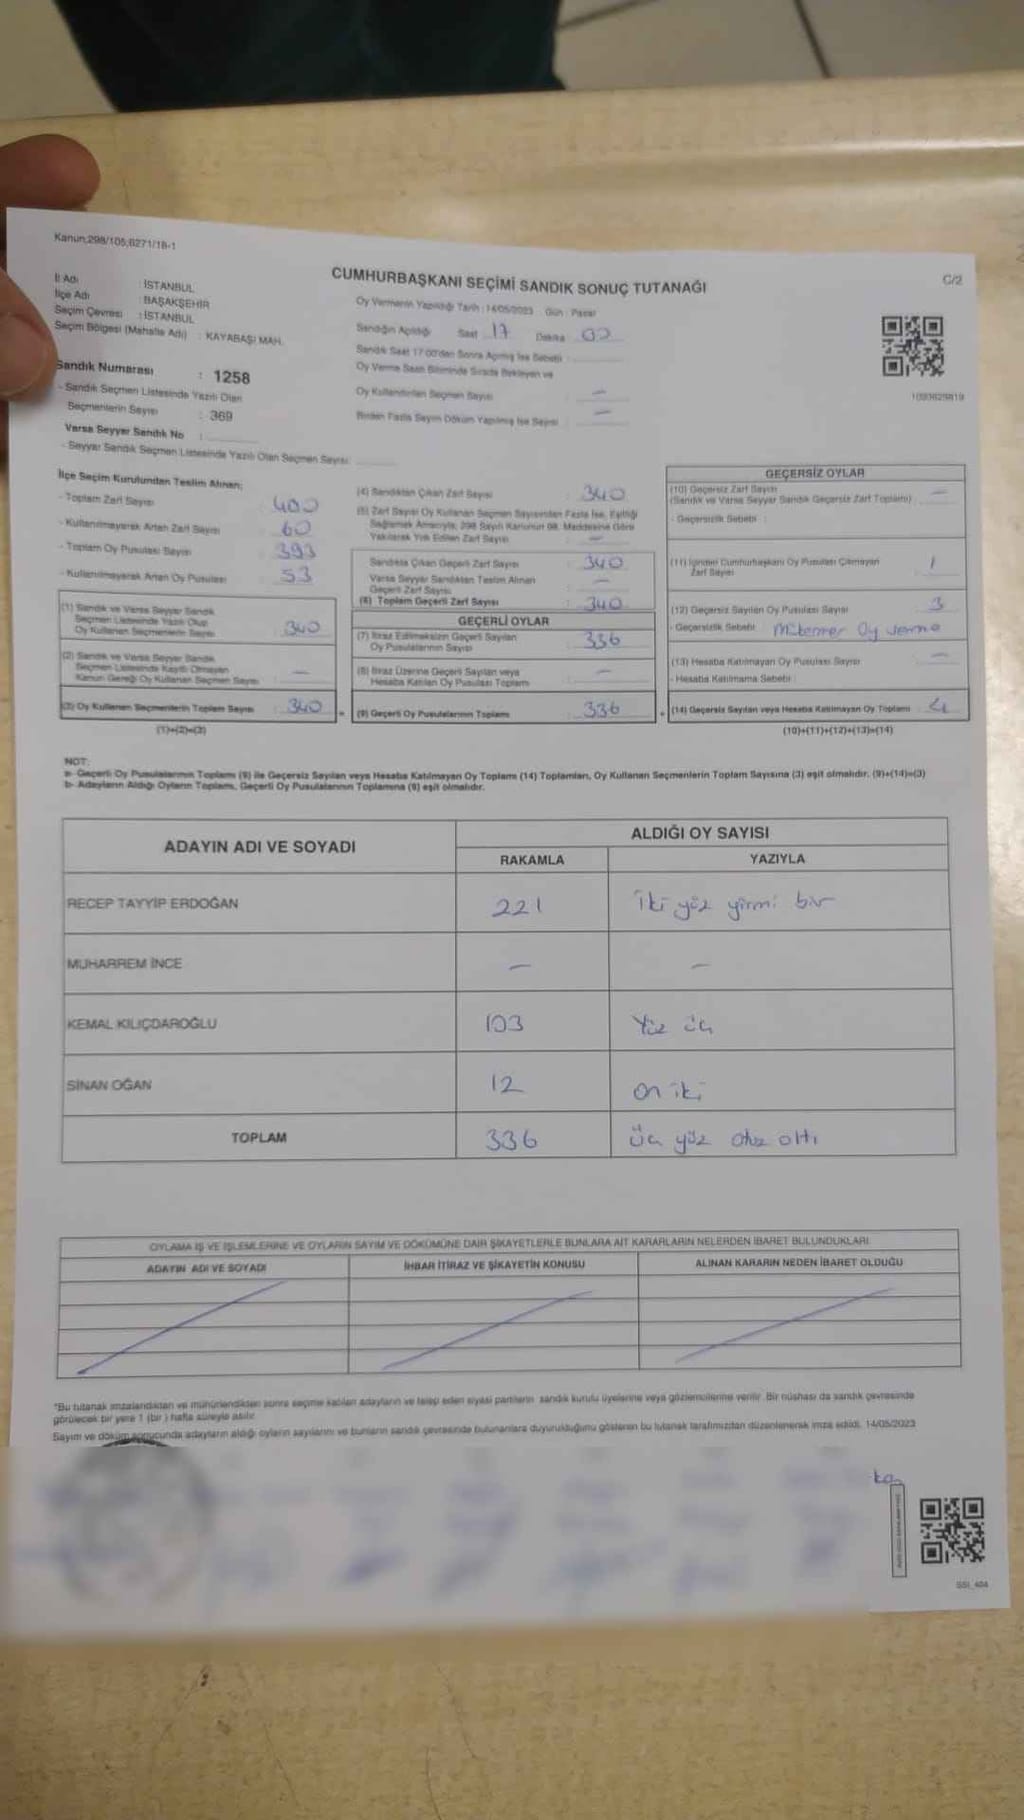 Kanun;298/105;6271/18-1
C/2
CUMHURBAŞKANI SEÇİMİ SANDIK SONUÇ TUTANAĞI
İl Adı : İSTANBUL
İlçe Adı : BAŞAKŞEHİR
Seçim Çevresi : İSTANBUL
Seçim Bölgesi (Mahalle Adı) : KAYABAŞI MAH.
Sandık Numarası : 1258
- Sandık Seçmen Listesinde Yazılı Olan
Seçmenlerin Sayısı : 369
Varsa Seyyar Sandık No :
- Seyyar Sandık Seçmen Listesinde Yazılı Olan Seçmen Sayısı:
Oy Vermenin Yapıldığı Tarih : 14/05/2023 Gün : Pazar
Sandığın Açıldığı Saat 17 Dakika 00
Sandık Saat 17:00'den Sonra Açılmış İse Sebebi :
Oy Verme Saati Bitiminde Sırada Bekleyen ve
Oy Kullandırılan Seçmen Sayısı : —
Birden Fazla Sayım Döküm Yapılmış İse Sayısı : —
İlçe Seçim Kurulundan Teslim Alınan;
- Toplam Zarf Sayısı : 400
- Kullanılmayarak Artan Zarf Sayısı : 60
- Toplam Oy Pusulası Sayısı : 393
- Kullanılmayarak Artan Oy Pusulası : 53
(1) Sandık ve Varsa Seyyar Sandık
Seçmen Listesinde Yazılı Olup
Oy Kullanan Seçmenlerin Sayısı : 340
(2) Sandık ve Varsa Seyyar Sandık
Seçmen Listesinde Kayıtlı Olmayan
Kanun Gereği Oy Kullanan Seçmen Sayısı : —
(3) Oy Kullanan Seçmenlerin Toplam Sayısı : 340
(1)+(2)=(3)
(4) Sandıktan Çıkan Zarf Sayısı : 340
(5) Zarf Sayısı Oy Kullanan Seçmen Sayısından Fazla İse, Eşitliği
Sağlamak Amacıyla, 298 Sayılı Kanunun 98. Maddesine Göre
Yakılarak Yok Edilen Zarf Sayısı : —
Sandıkta Çıkan Geçerli Zarf Sayısı : 340
Varsa Seyyar Sandıktan Teslim Alınan
Geçerli Zarf Sayısı : —
(6) Toplam Geçerli Zarf Sayısı : 340
GEÇERLİ OYLAR
(7) İtiraz Edilmeksizin Geçerli Sayılan
Oy Pusulalarının Sayısı : 336
(8) İtiraz Üzerine Geçerli Sayılan veya
Hesaba Katılan Oy Pusulası Toplamı : —
(9) Geçerli Oy Pusulalarının Toplamı : 336
GEÇERSİZ OYLAR
(10) Geçersiz Zarf Sayısı
(Sandık ve Varsa Seyyar Sandık Geçersiz Zarf Toplamı) : —
- Geçersizlik Sebebi :
(11) İçinden Cumhurbaşkanı Oy Pusulası Çıkmayan
Zarf Sayısı : 1
(12) Geçersiz Sayılan Oy Pusulası Sayısı : 3
- Geçersizlik Sebebi : Mükerrer Oy verme
(13) Hesaba Katılmayan Oy Pusulası Sayısı : —
- Hesaba Katılmama Sebebi :
(14) Geçersiz Sayılan veya Hesaba Katılmayan Oy Toplamı : 4
(10)+(11)+(12)+(13)=(14)
NOT:
a- Geçerli Oy Pusulalarının Toplamı (9) ile Geçersiz Sayılan veya Hesaba Katılmayan Oy Toplamı (14) Toplamları, Oy Kullanan Seçmenlerin Toplam Sayısına (3) eşit olmalıdır. (9)+(14)=(3)
b- Adayların Aldığı Oyların Toplamı, Geçerli Oy Pusulalarının Toplamına (9) eşit olmalıdır.
ADAYIN ADI VE SOYADI
ALDIĞI OY SAYISI
RAKAMLA YAZIYLA
RECEP TAYYİP ERDOĞAN 221 iki yüz yirmi bir
MUHARREM İNCE — —
KEMAL KILIÇDAROĞLU 103 Yüz üç
SİNAN OĞAN 12 on iki
TOPLAM 336 üç yüz otuz altı
OYLAMA İŞ VE İŞLEMLERİNE VE OYLARIN SAYIM VE DÖKÜMÜNE DAİR ŞİKAYETLERLE BUNLARA AİT KARARLARIN NELERDEN İBARET BULUNDUKLARI
ADAYIN ADI VE SOYADI İHBAR İTİRAZ VE ŞİKAYETİN KONUSU ALINAN KARARIN NEDEN İBARET OLDUĞU
*Bu tutanak imzalandıktan ve mühürlendikten sonra seçime katılan adayların ve talep eden siyasi partilerin sandık kurulu üyelerine veya gözlemcilerine verilir. Bir nüshası da sandık çevresinde
görülecek bir yere 1 (bir ) hafta süreyle asılır.
Sayım ve döküm sonucunda adayların aldığı oyların sayılarını ve bunların sandık çevresinde bulunanlara duyurulduğunu gösteren bu tutanak tarafımızdan düzenlenerek imza edildi. 14/05/2023